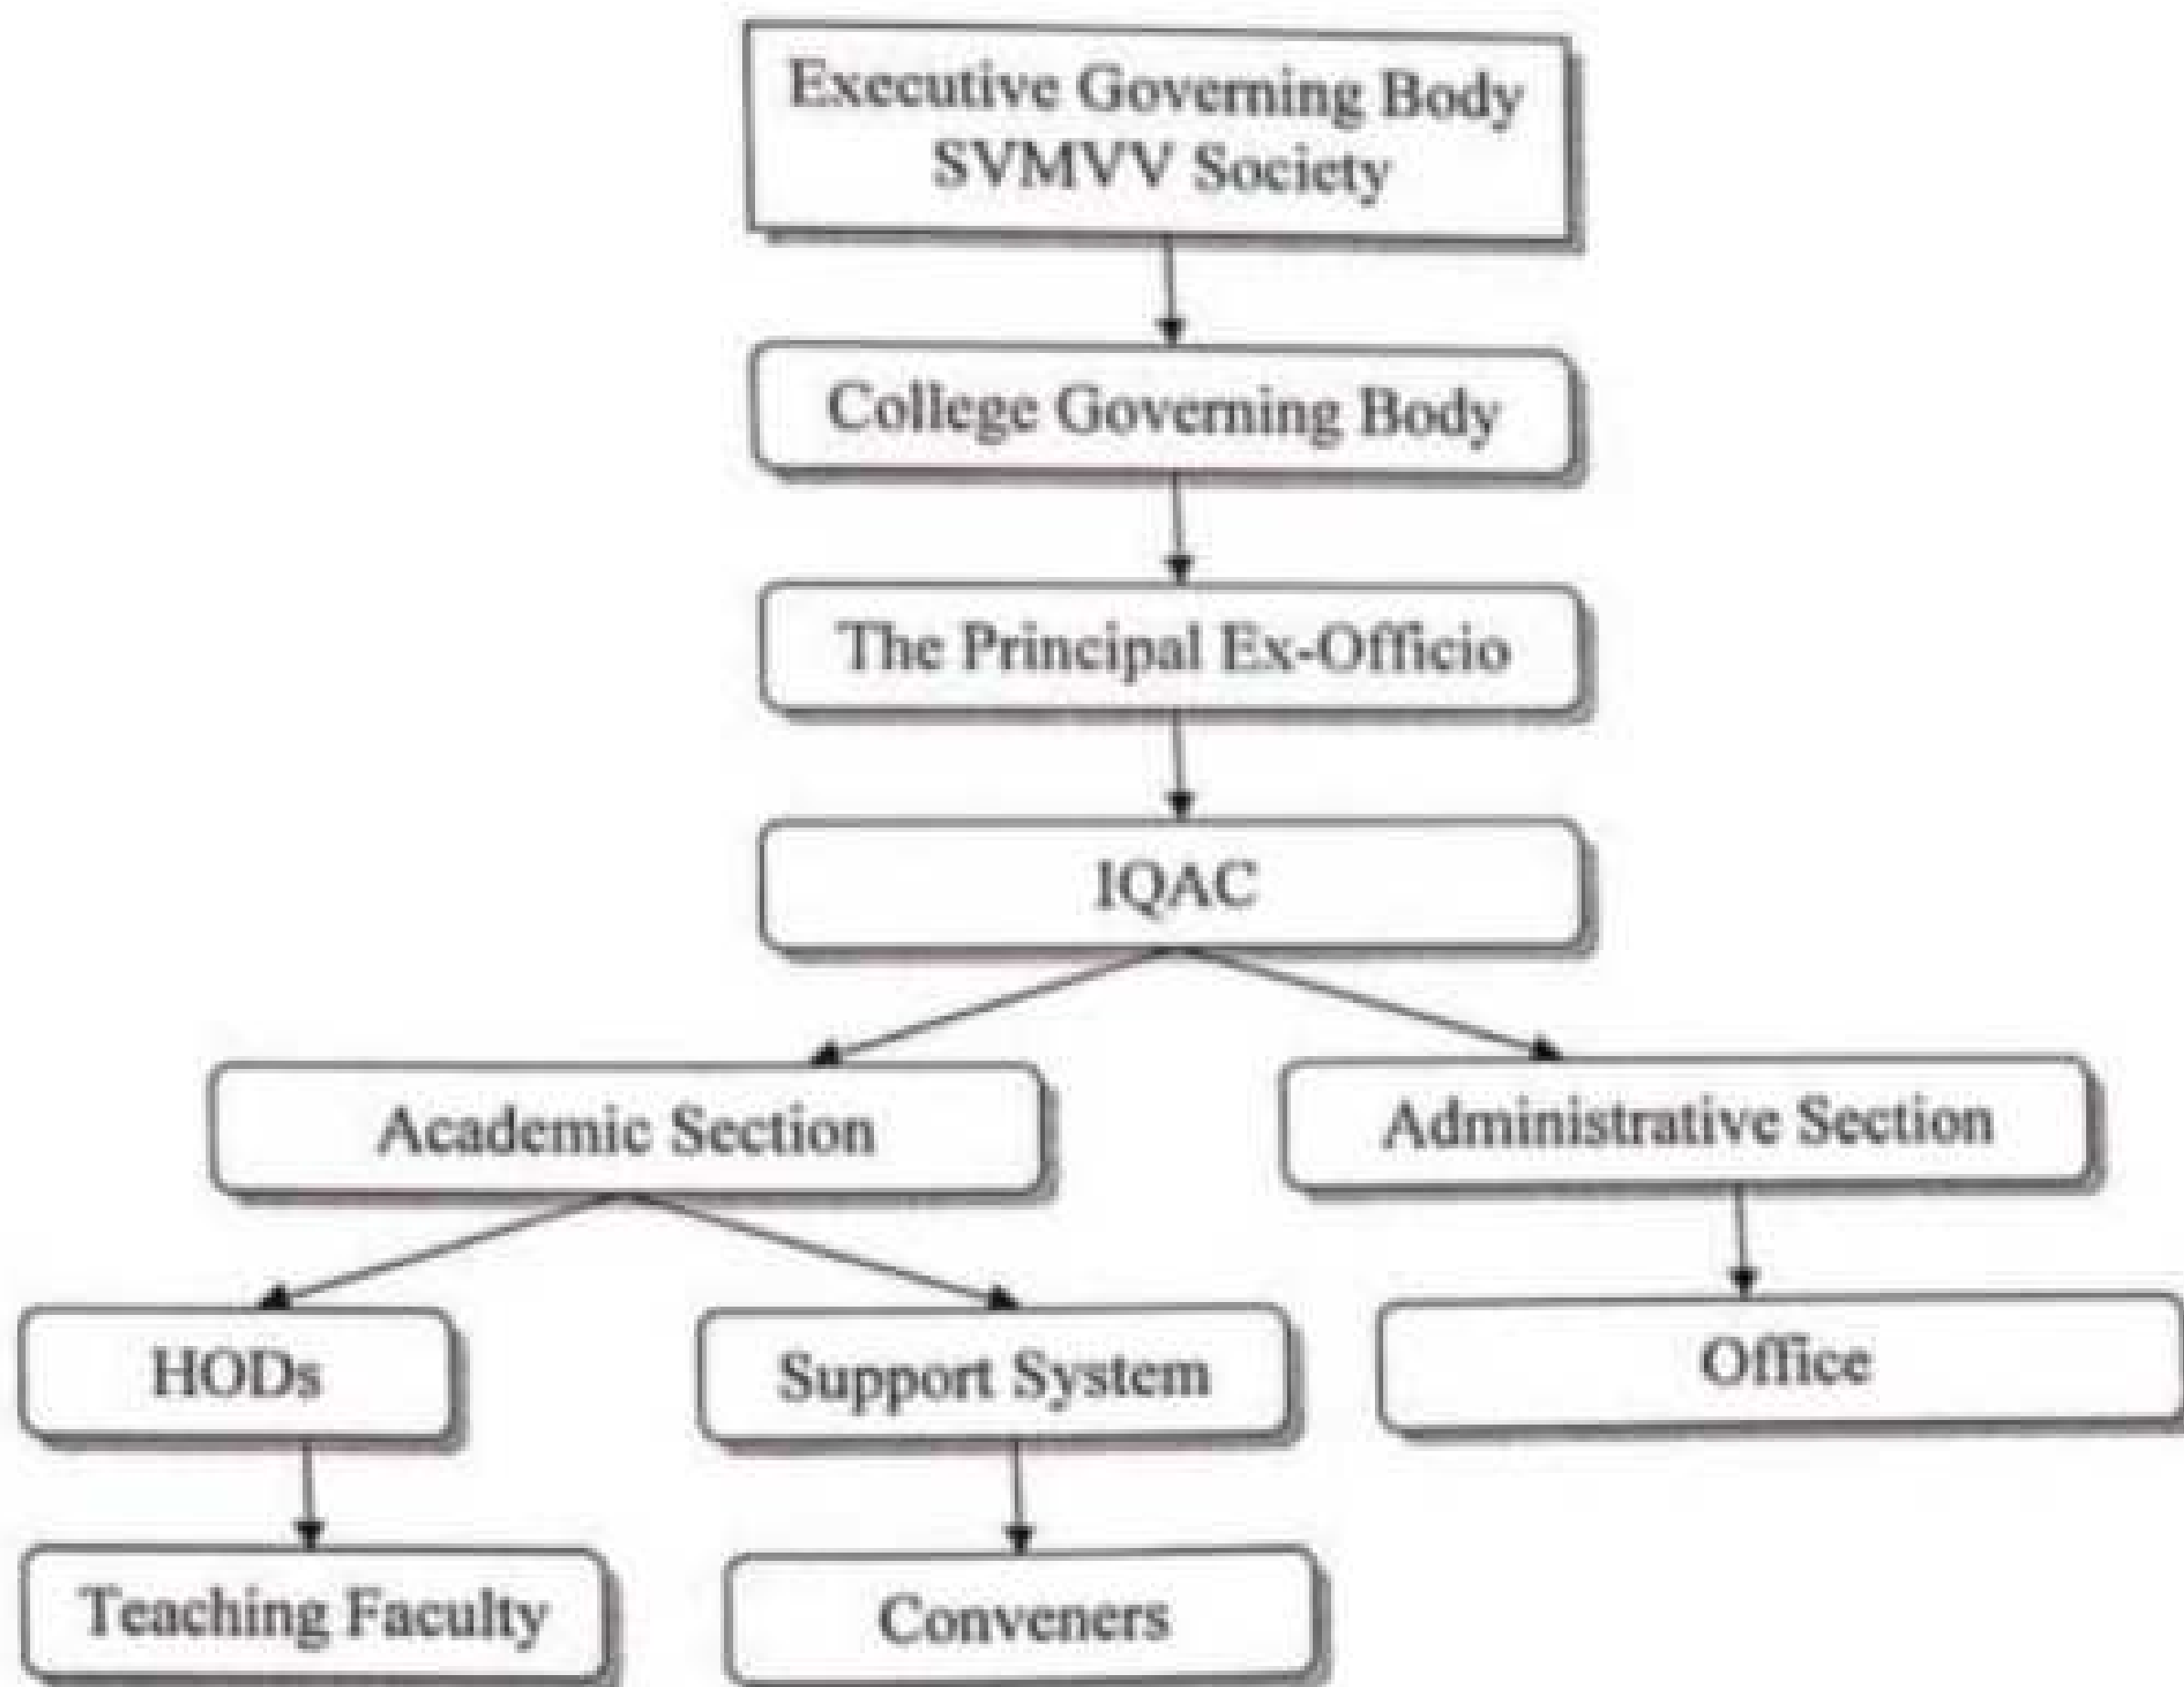 Executive Governing Body
SVMVV Society
College Governing Body
The Principal Ex-Officio
IQAC
Academic Section
Administrative Section
HODs
Support System
Office
Teaching Faculty
Conveners